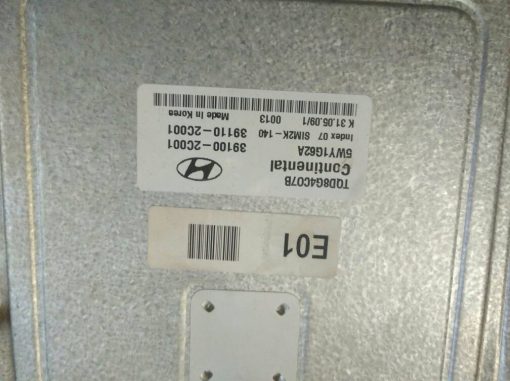 TQD8G4C07B
Continental
5WY1G62A
Index 07 SIM2K-140
K 31.05.09/1 0013
39100-2C001
39110-2C001
Made In Korea
E01